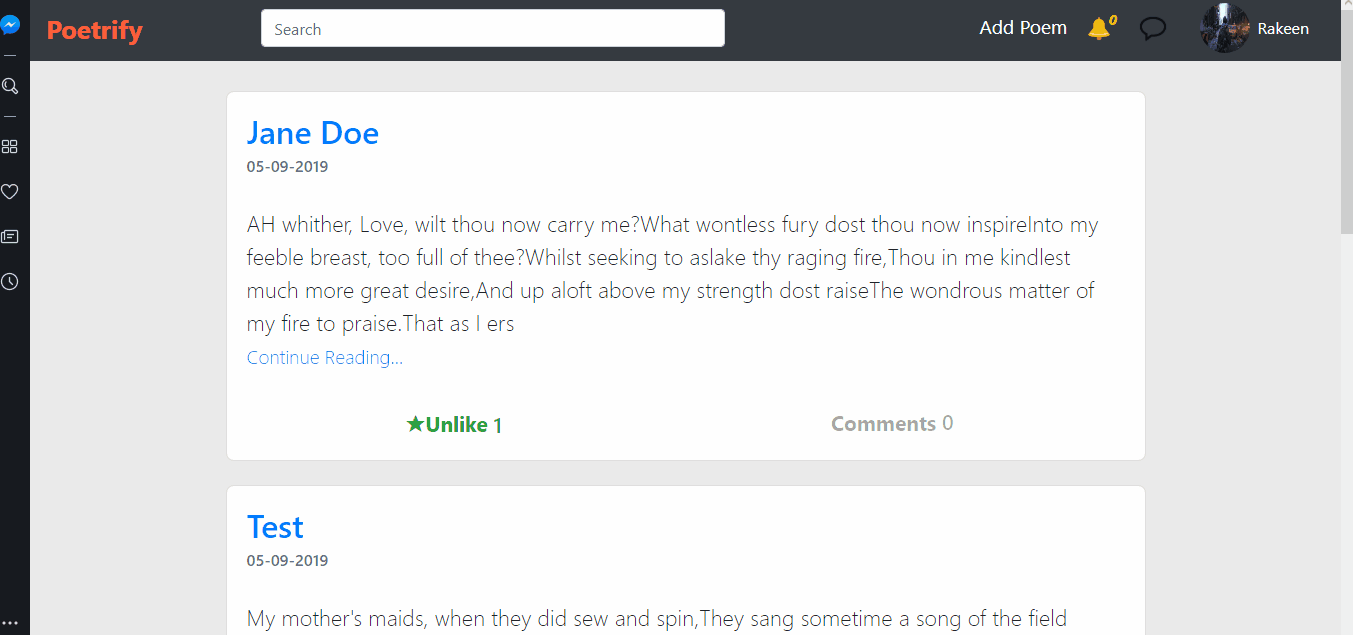 Poetrify
Search
Add Poem
0
Rakeen
Jane Doe
05-09-2019
AH whither, Love, wilt thou now carry me?What wontless fury dost thou now inspireInto my
feeble breast, too full of thee?Whilst seeking to aslake thy raging fire,Thou in me kindlest
much more great desire,And up aloft above my strength dost raiseThe wondrous matter of
my fire to praise.That as I ers
Continue Reading...
★Unlike 1
Comments 0
Test
05-09-2019
My mother's maids, when they did sew and spin,They sang sometime a song of the field